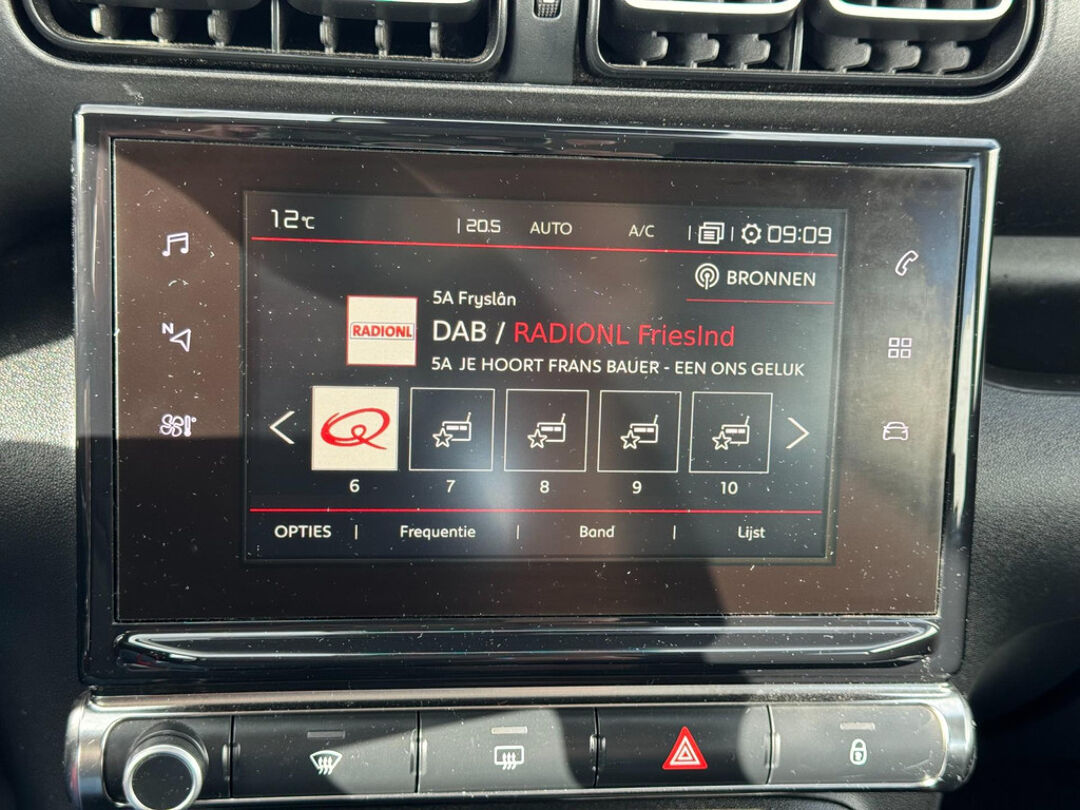 12°C | 20.5 AUTO A/C 09:09
BRONNEN
5A Fryslân
RADIONL
DAB / RADIONL Frieslnd
5A JE HOORT FRANS BAUER - EEN ONS GELUK
N
Q
6 7 8 9 10
OPTIES | Frequentie | Band | Lijst